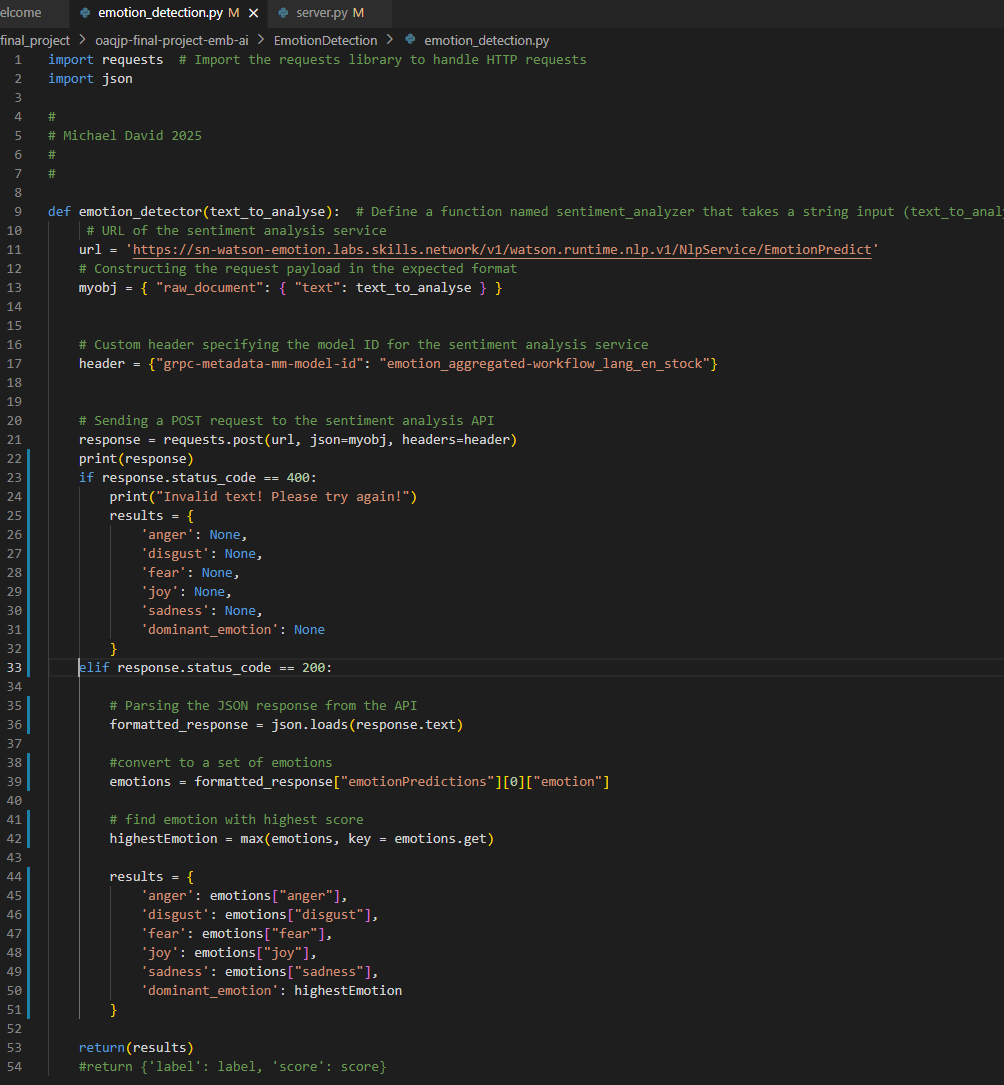 elcome emotion_detection.py M × server.py M
final_project > oaqjp-final-project-emb-ai > EmotionDetection > emotion_detection.py
1 import requests  # Import the requests library to handle HTTP requests
2 import json
3
4 #
5 # Michael David 2025
6 #
7 #
8
9 def emotion_detector(text_to_analyse):  # Define a function named sentiment_analyzer that takes a string input (text_to_anal
10      # URL of the sentiment analysis service
11     url = 'https://sn-watson-emotion.labs.skills.network/v1/watson.runtime.nlp.v1/NlpService/EmotionPredict'
12     # Constructing the request payload in the expected format
13     myobj = { "raw_document": { "text": text_to_analyse } }
14
15
16     # Custom header specifying the model ID for the sentiment analysis service
17     header = {"grpc-metadata-mm-model-id": "emotion_aggregated-workflow_lang_en_stock"}
18
19
20     # Sending a POST request to the sentiment analysis API
21     response = requests.post(url, json=myobj, headers=header)
22     print(response)
23     if response.status_code == 400:
24         print("Invalid text! Please try again!")
25         results = {
26             'anger': None,
27             'disgust': None,
28             'fear': None,
29             'joy': None,
30             'sadness': None,
31             'dominant_emotion': None
32         }
33     elif response.status_code == 200:
34
35         # Parsing the JSON response from the API
36         formatted_response = json.loads(response.text)
37
38         #convert to a set of emotions
39         emotions = formatted_response["emotionPredictions"][0]["emotion"]
40
41         # find emotion with highest score
42         highestEmotion = max(emotions, key = emotions.get)
43
44         results = {
45             'anger': emotions["anger"],
46             'disgust': emotions["disgust"],
47             'fear': emotions["fear"],
48             'joy': emotions["joy"],
49             'sadness': emotions["sadness"],
50             'dominant_emotion': highestEmotion
51         }
52
53     return(results)
54     #return {'label': label, 'score': score}